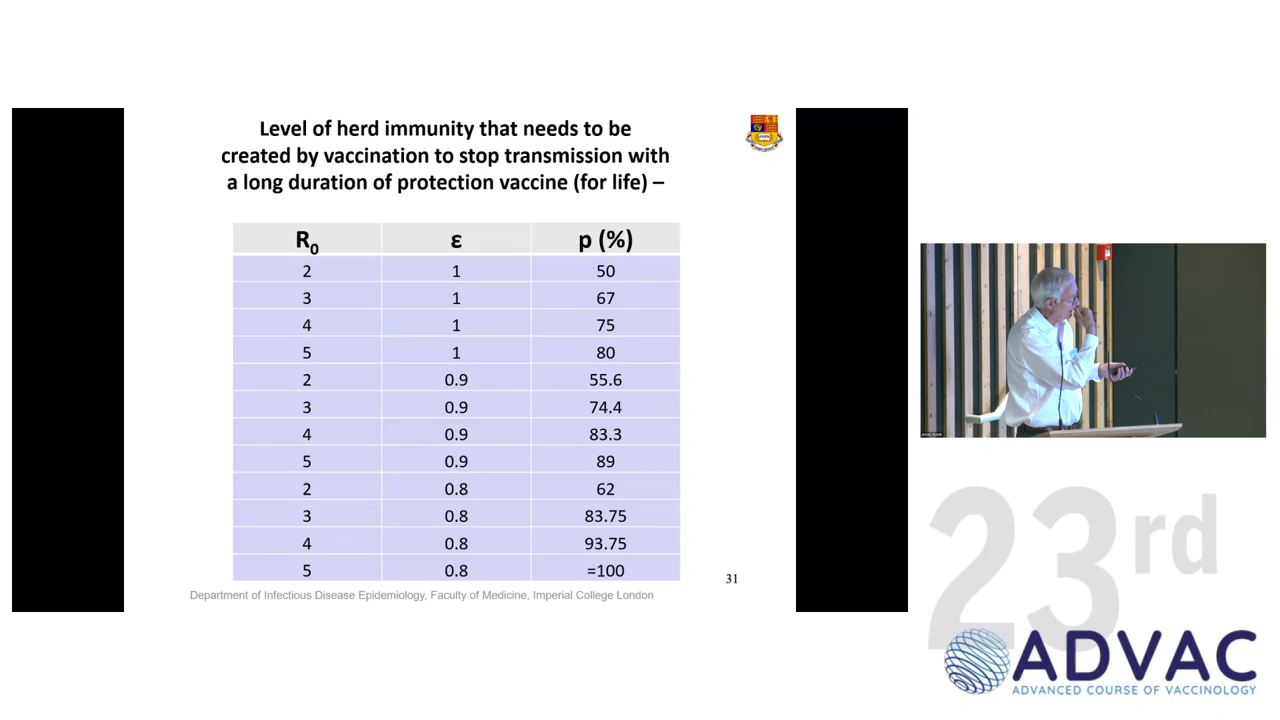 Level of herd immunity that needs to be
created by vaccination to stop transmission with
a long duration of protection vaccine (for life) –
R0 ε p (%)
2 1 50
3 1 67
4 1 75
5 1 80
2 0.9 55.6
3 0.9 74.4
4 0.9 83.3
5 0.9 89
2 0.8 62
3 0.8 83.75
4 0.8 93.75
5 0.8 =100
31
Department of Infectious Disease Epidemiology, Faculty of Medicine, Imperial College London
23rd
ADVAC
ADVANCED COURSE OF VACCINOLOGY